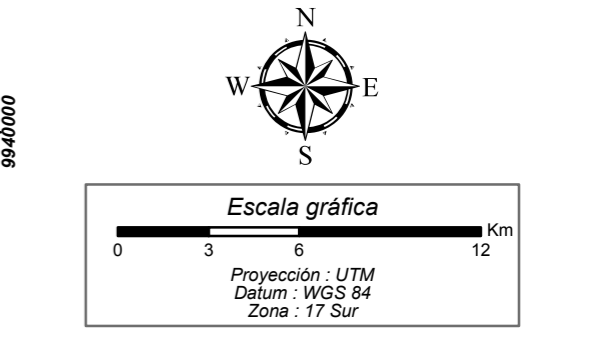 N
W E
S
9940000
Escala gráfica
Km
0 3 6 12
Proyección : UTM
Datum : WGS 84
Zona : 17 Sur